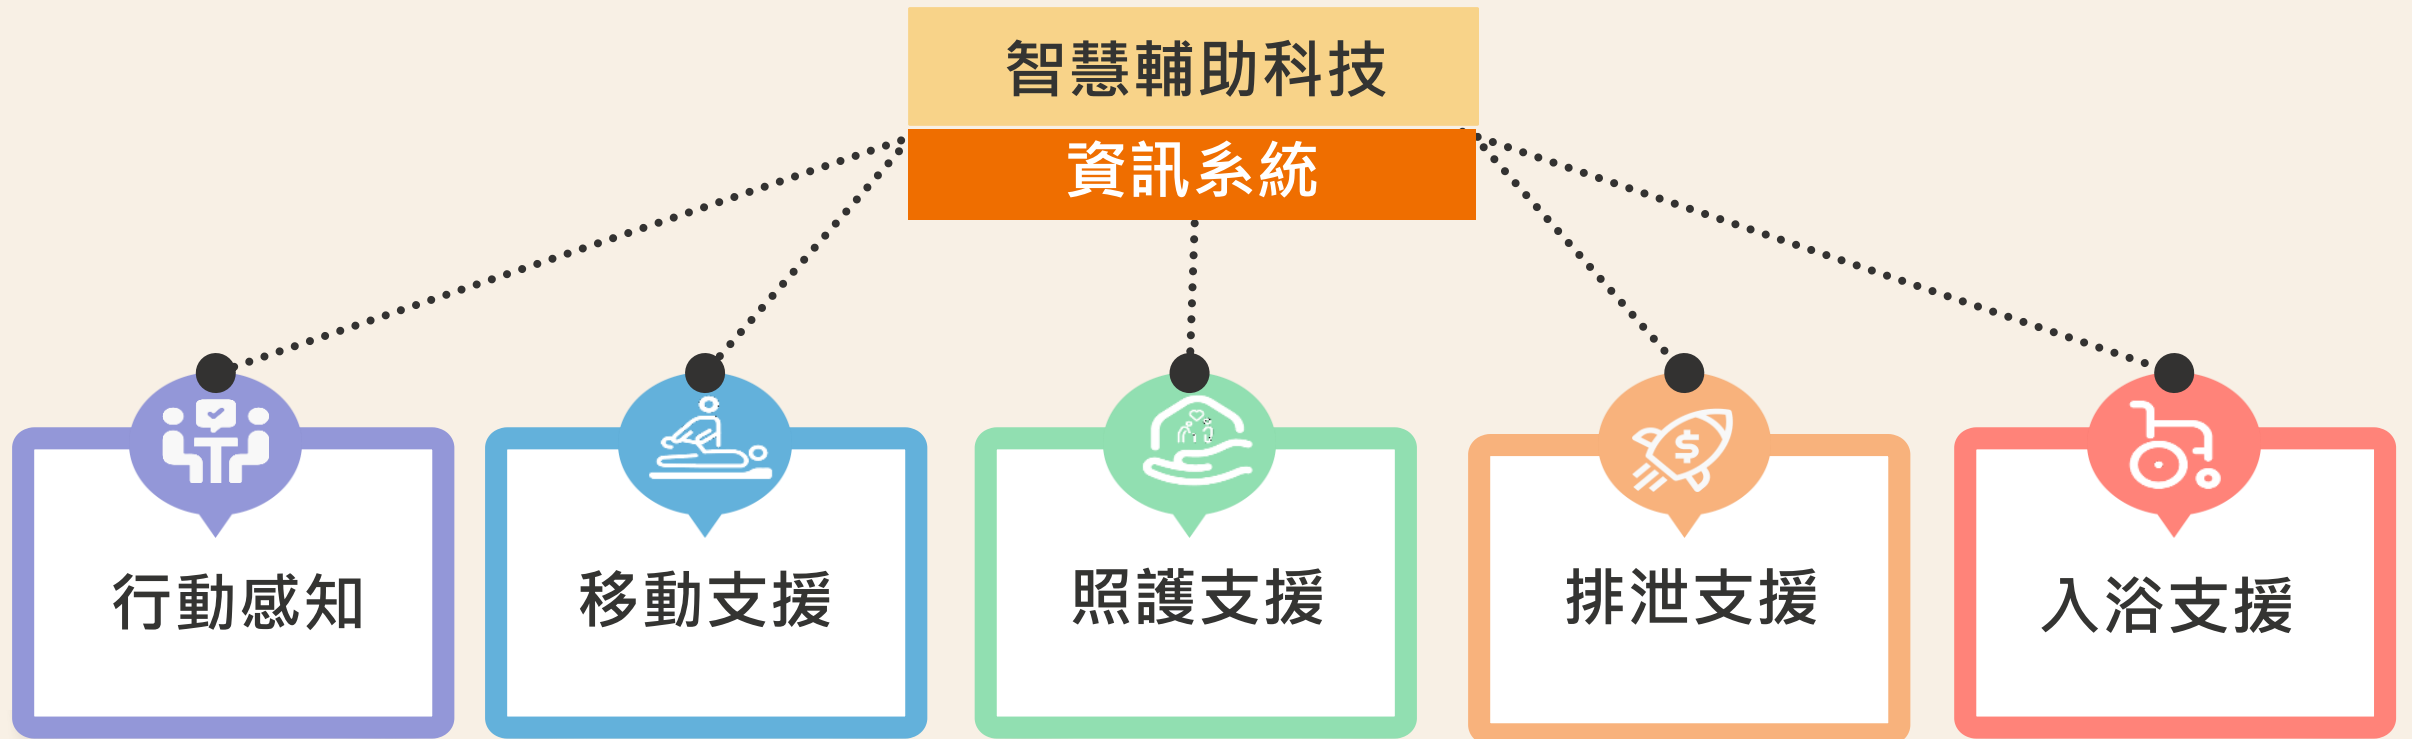 智慧輔助科技
資訊系統
行動感知
移動支援
照護支援
排泄支援
入浴支援